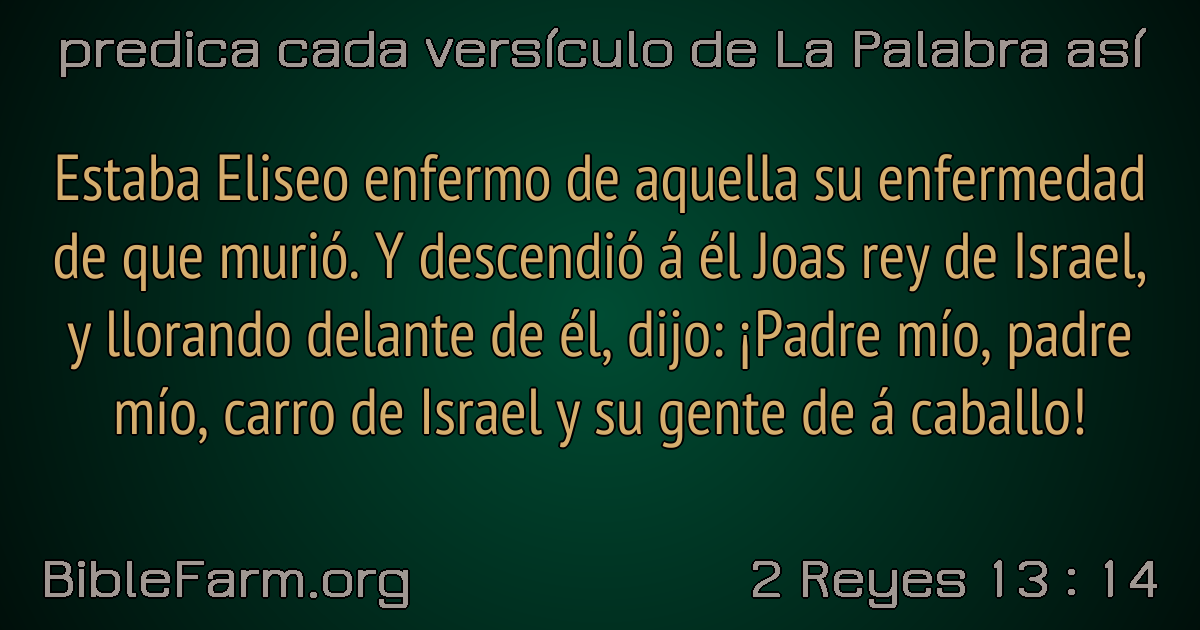 predica cada versículo de La Palabra así
Estaba Eliseo enfermo de aquella su enfermedad
de que murió. Y descendió á él Joas rey de Israel,
y llorando delante de él, dijo: ¡Padre mío, padre
mío, carro de Israel y su gente de á caballo!
BibleFarm.org
2 Reyes 13 : 14